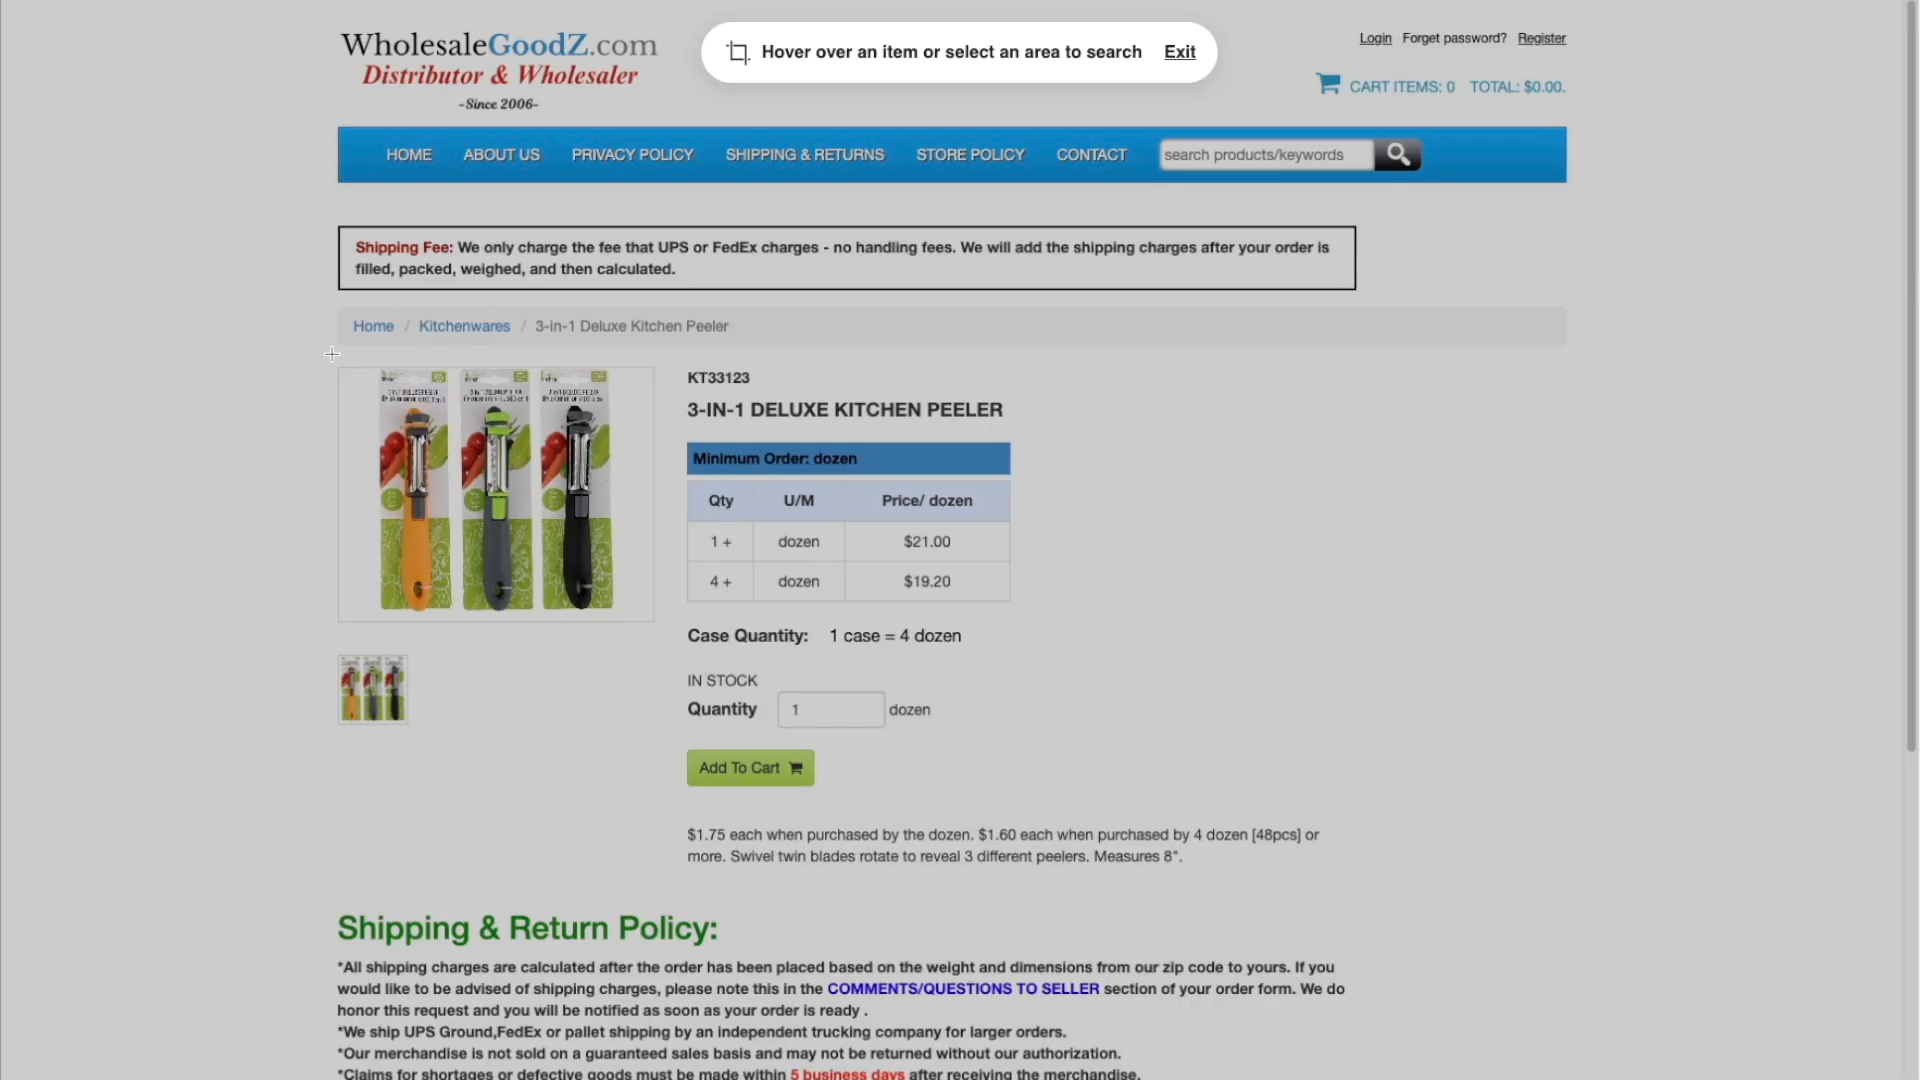 WholesaleGoodZ.com
Distributor & Wholesaler
-Since 2006-
Hover over an item or select an area to search Exit
Login Forget password? Register
CART ITEMS: 0 TOTAL: $0.00.
HOME ABOUT US PRIVACY POLICY SHIPPING & RETURNS STORE POLICY CONTACT search products/keywords
Shipping Fee: We only charge the fee that UPS or FedEx charges - no handling fees. We will add the shipping charges after your order is
filled, packed, weighed, and then calculated.
Home / Kitchenwares / 3-in-1 Deluxe Kitchen Peeler
KT33123
3-IN-1 DELUXE KITCHEN PEELER
Minimum Order: dozen
Qty U/M Price/ dozen
1 + dozen $21.00
4 + dozen $19.20
Case Quantity: 1 case = 4 dozen
IN STOCK
Quantity 1 dozen
Add To Cart
$1.75 each when purchased by the dozen. $1.60 each when purchased by 4 dozen [48pcs] or
more. Swivel twin blades rotate to reveal 3 different peelers. Measures 8".
Shipping & Return Policy:
*All shipping charges are calculated after the order has been placed based on the weight and dimensions from our zip code to yours. If you
would like to be advised of shipping charges, please note this in the COMMENTS/QUESTIONS TO SELLER section of your order form. We do
honor this request and you will be notified as soon as your order is ready .
*We ship UPS Ground,FedEx or pallet shipping by an independent trucking company for larger orders.
*Our merchandise is not sold on a guaranteed sales basis and may not be returned without our authorization.
*Claims for shortages or defective goods must be made within 5 business days after receiving the merchandise.